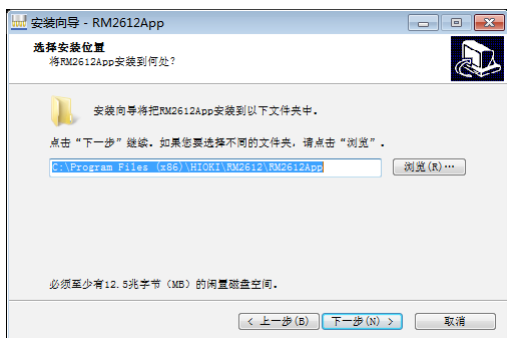 安装向导 - RM2612App
选择安装位置
将RM2612App安装到何处?
安装向导将把RM2612App安装到以下文件夹中.
点击“下一步”继续. 如果您要选择不同的文件夹, 请点击“浏览”.
C:\Program Files (x86)\HIOKI\RM2612\RM2612App
浏览(R)...
必须至少有12.5兆字节 (MB) 的闲置磁盘空间.
< 上一步(B) 下一步(N) > 取消